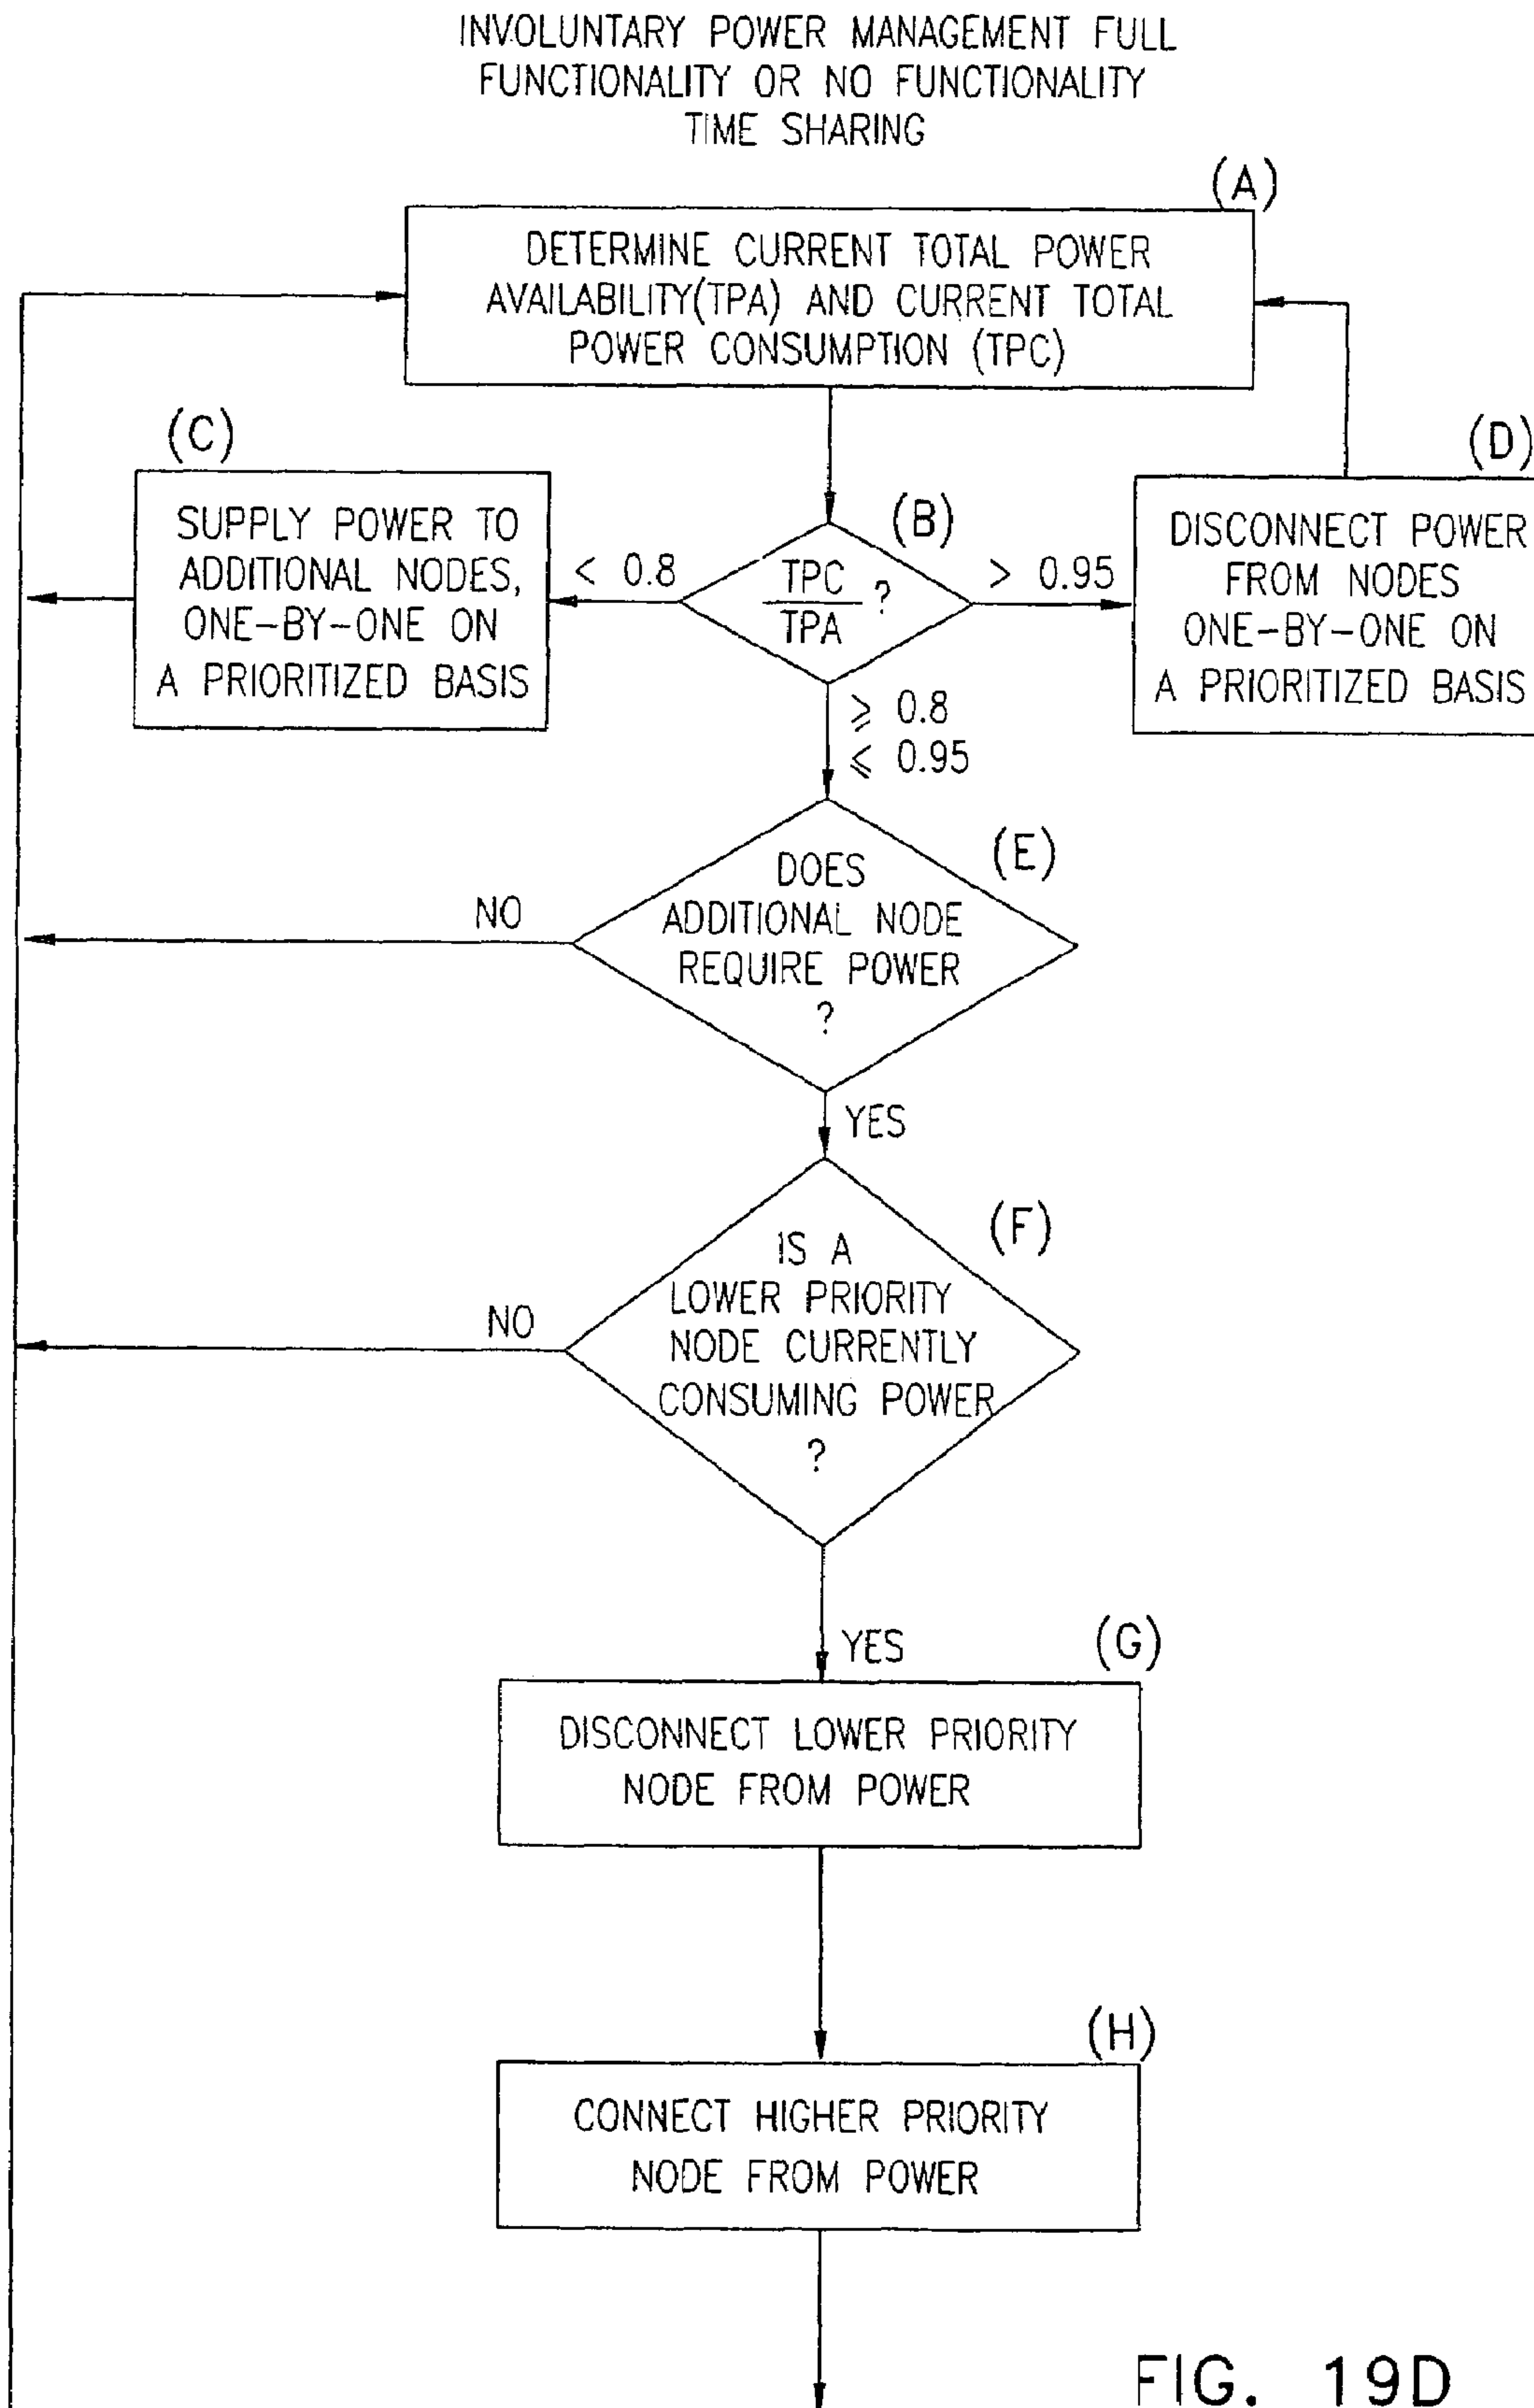 INVOLUNTARY POWER MANAGEMENT FULL
FUNCTIONALITY OR NO FUNCTIONALITY
TIME SHARING
(A)
DETERMINE CURRENT TOTAL POWER
AVAILABILITY(TPA) AND CURRENT TOTAL
POWER CONSUMPTION (TPC)
(C)
SUPPLY POWER TO
ADDITIONAL NODES,
ONE-BY-ONE ON
A PRIORITIZED BASIS
< 0.8
(B)
TPC
TPA
?
> 0.95
(D)
DISCONNECT POWER
FROM NODES
ONE-BY-ONE ON
A PRIORITIZED BASIS
⩾ 0.8
⩽ 0.95
(E)
DOES
ADDITIONAL NODE
REQUIRE POWER
?
NO
YES
(F)
IS A
LOWER PRIORITY
NODE CURRENTLY
CONSUMING POWER
?
NO
YES
(G)
DISCONNECT LOWER PRIORITY
NODE FROM POWER
(H)
CONNECT HIGHER PRIORITY
NODE FROM POWER
FIG. 19D